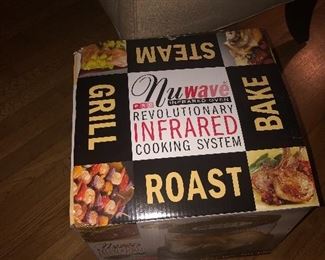 STEAM
nuwave
PRO INFRARED OVEN
REVOLUTIONARY
INFRARED
COOKING SYSTEM
GRILL
BAKE
ROAST